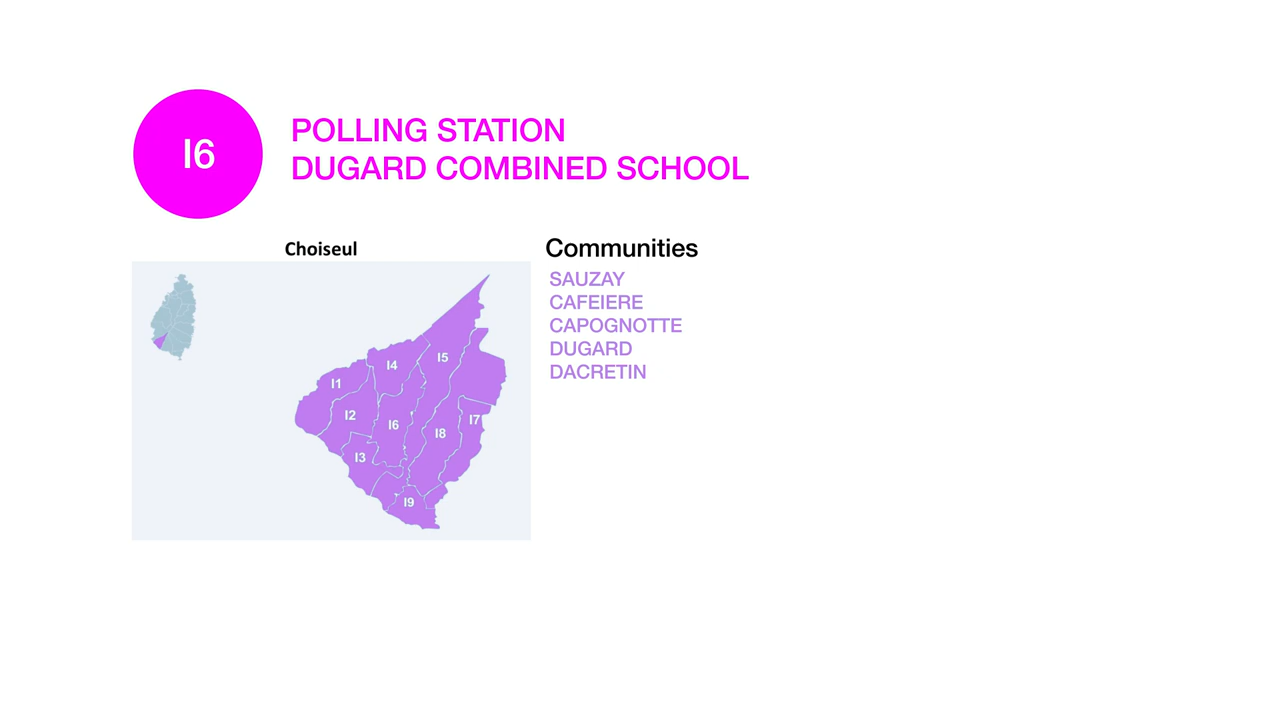 I6
POLLING STATION
DUGARD COMBINED SCHOOL
Choiseul
Communities
SAUZAY
CAFEIERE
CAPOGNOTTE
DUGARD
DACRETIN
I5
I4
I1
I2
I7
I6
I8
I3
I9